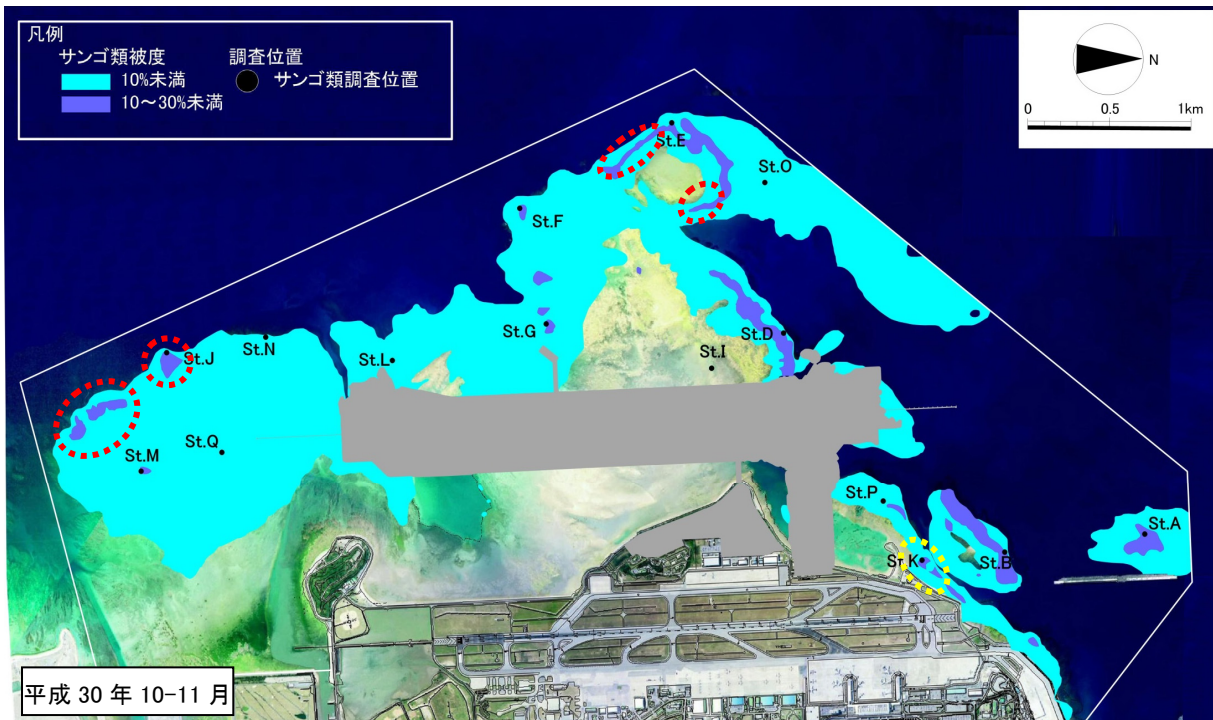 凡例
サンゴ類被度 調査位置
10%未満 サンゴ類調査位置
10～30%未満
N
0 0.5 1km
St.E
St.O
St.F
St.G
St.D
St.I
St.N
St.J
St.L
St.Q
St.M
St.P
St.A
St.B
St.K
平成 30 年 10-11 月